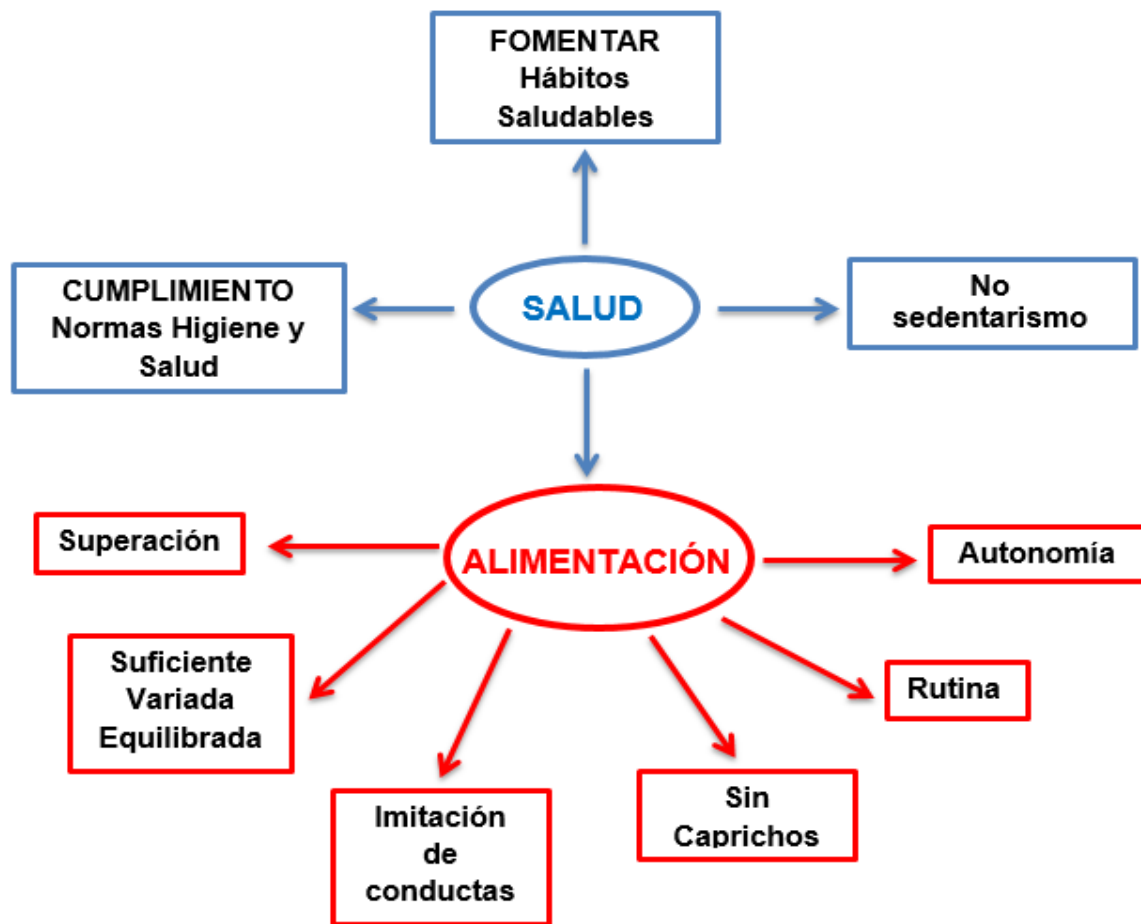 FOMENTAR
Hábitos
Saludables
CUMPLIMIENTO
Normas Higiene y
Salud
SALUD
No
sedentarismo
Superación
ALIMENTACIÓN
Autonomía
Suficiente
Variada
Equilibrada
Rutina
Imitación
de
conductas
Sin
Caprichos